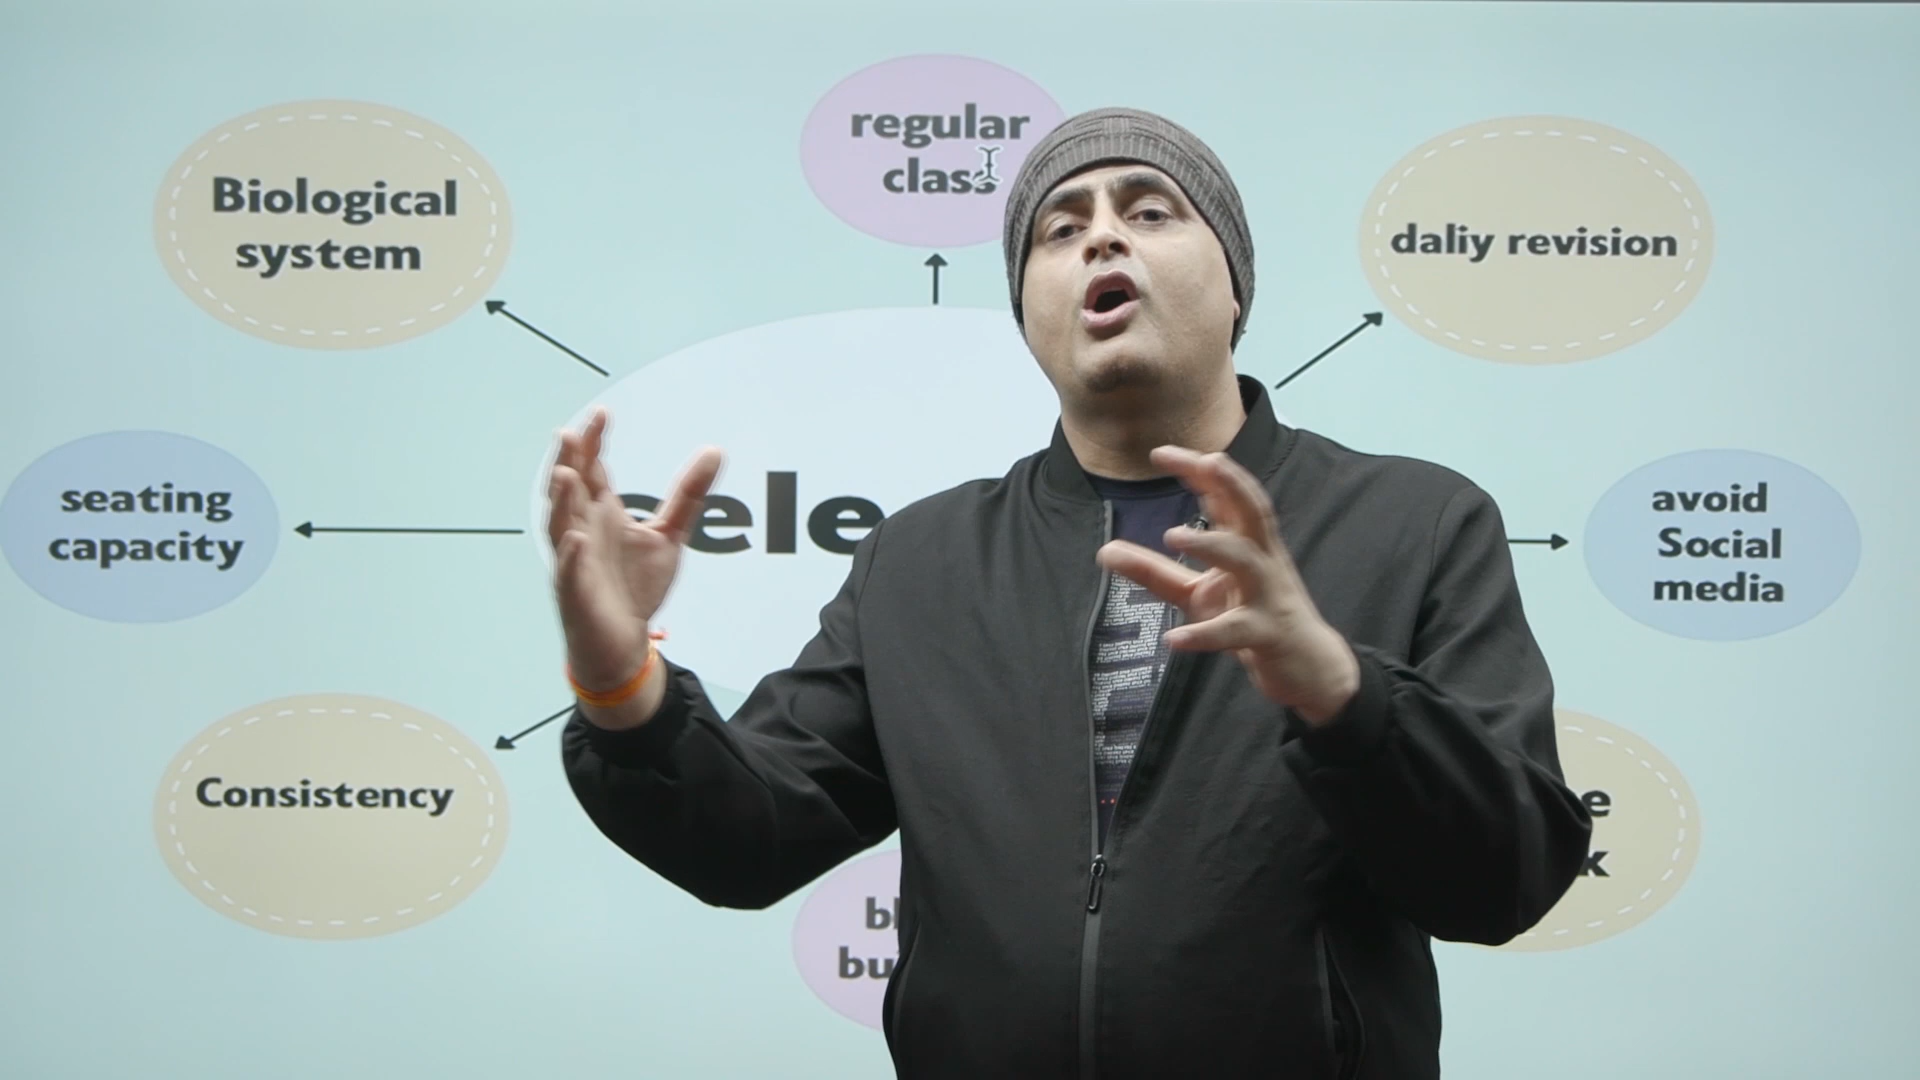 regular
class
Biological
system
daliy revision
seating
capacity
avoid
Social
media
Consistency